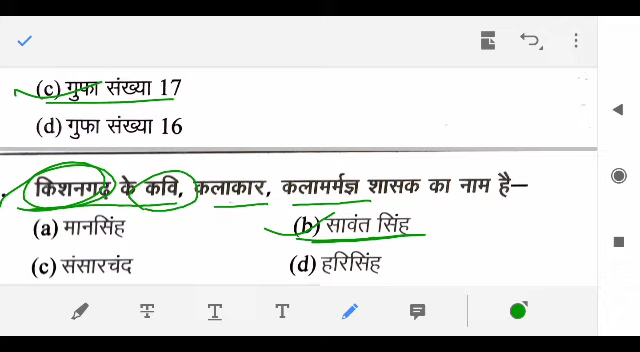 (c) गुफा संख्या 17
(d) गुफा संख्या 16
किशनगढ़ के कवि, कलाकार, कलामर्मज्ञ शासक का नाम है–
(a) मानसिंह
(b) सावंत सिंह
(c) संसारचंद
(d) हरिसिंह
T T T